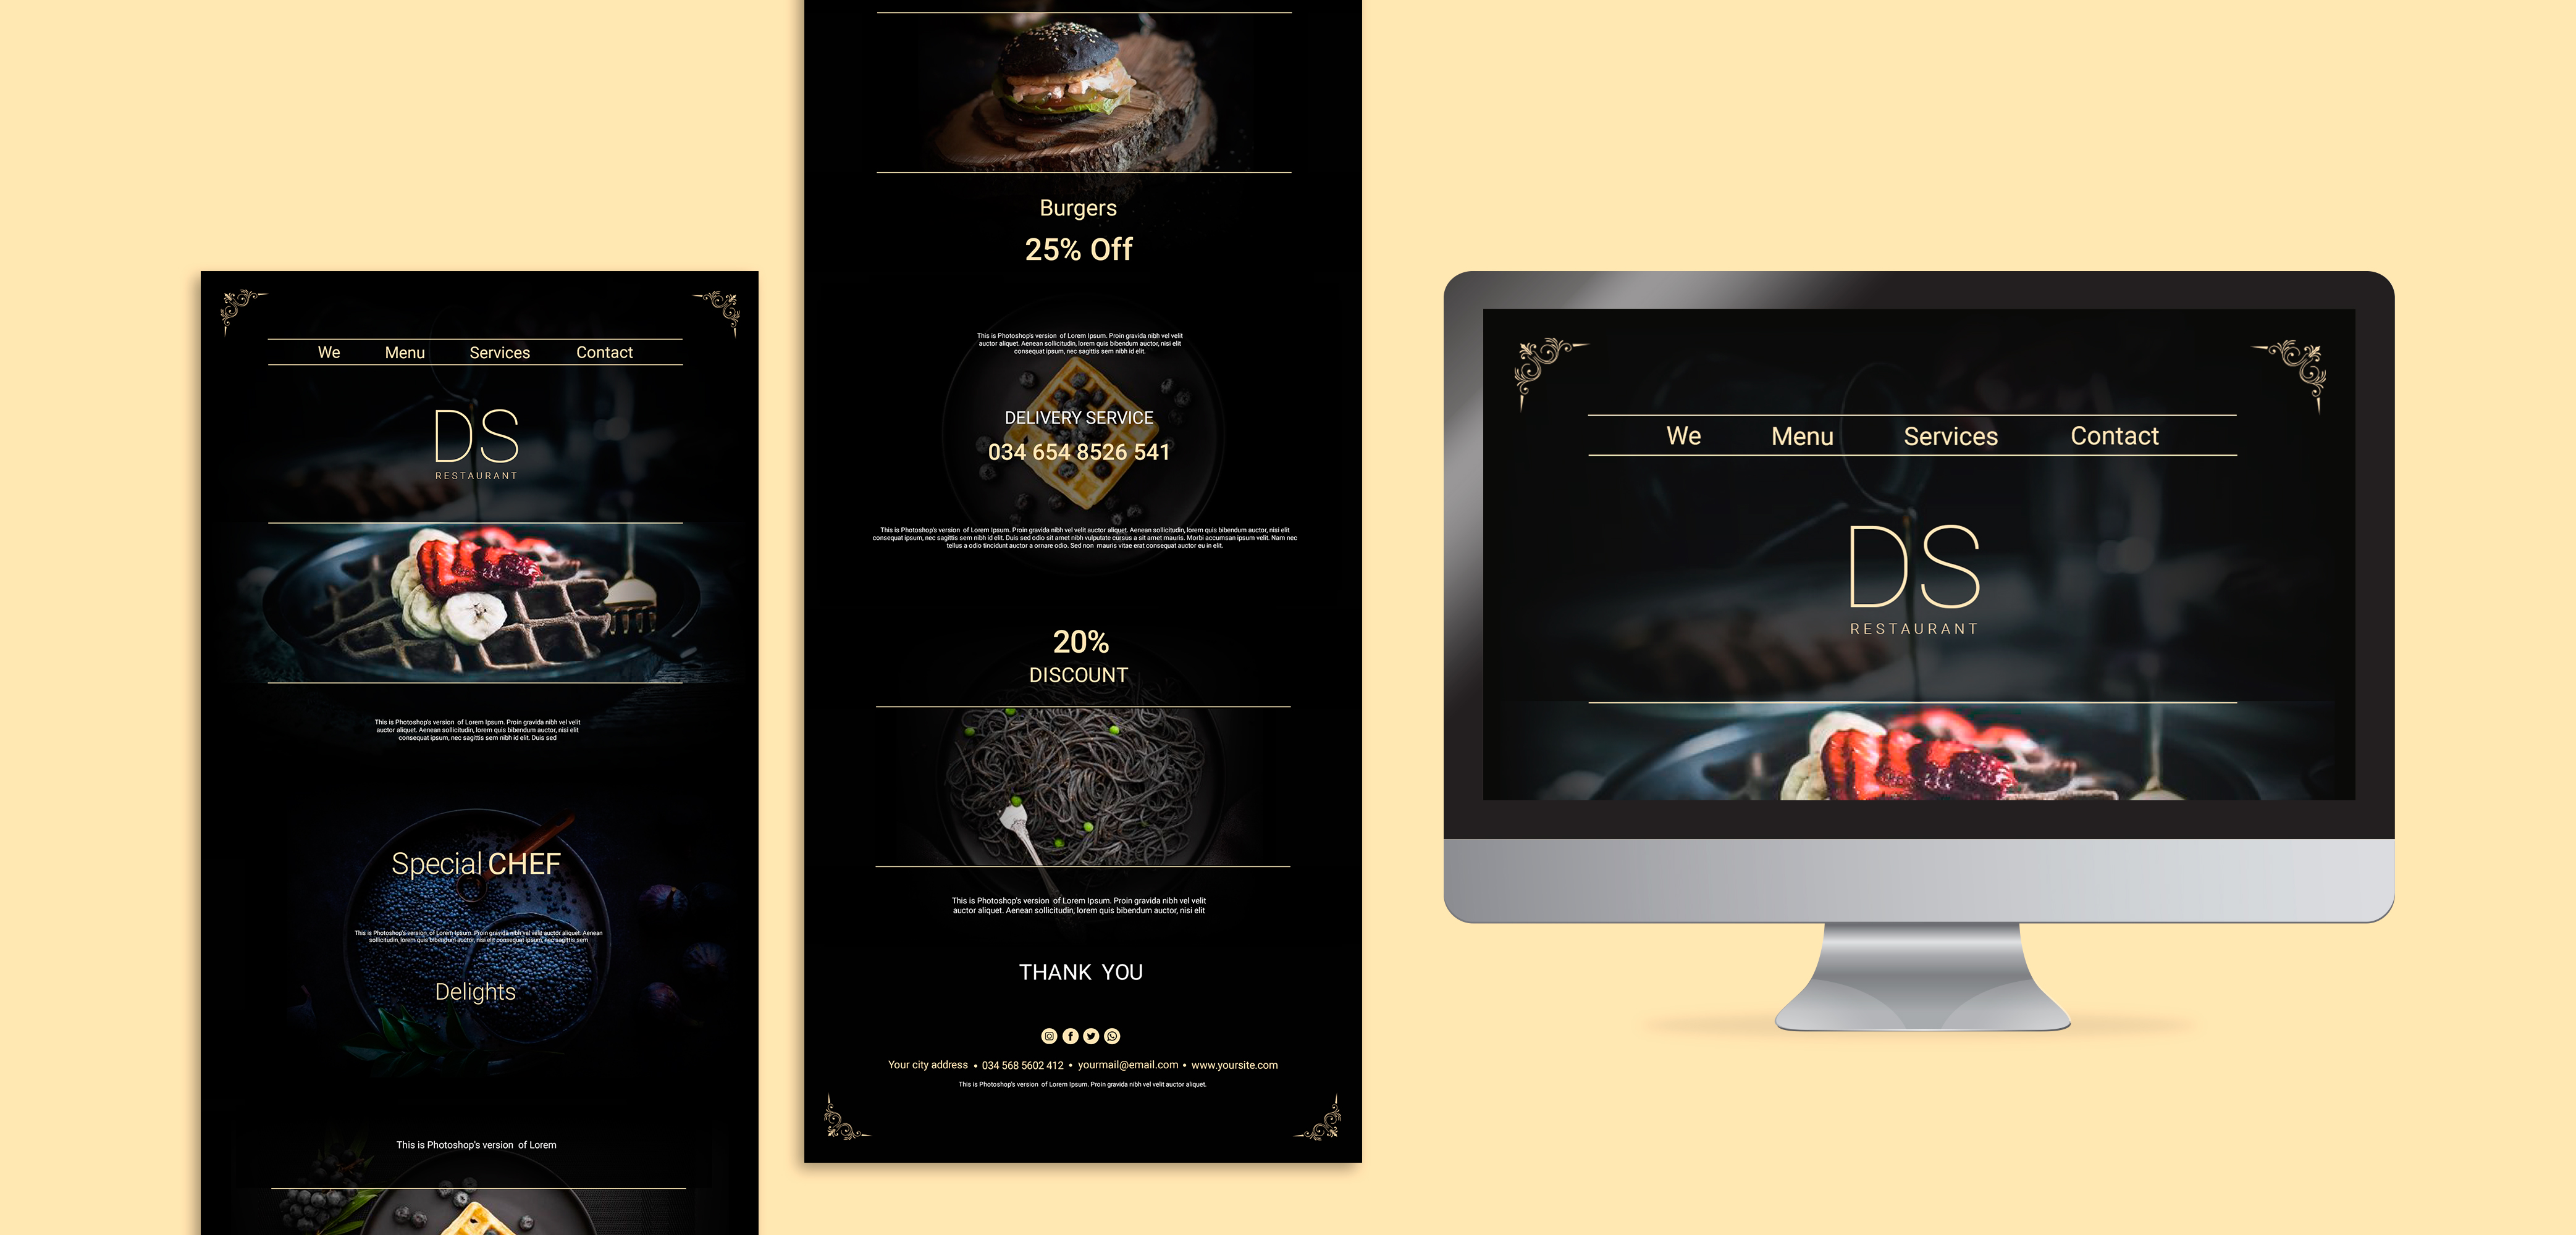 We Menu Services Contact
DS
RESTAURANT
This is Photoshop's version of Lorem Ipsum. Proin gravida nibh vel velit
auctor aliquet. Aenean sollicitudin, lorem quis bibendum auctor, nisi elit
consequat ipsum, nec sagittis sem nibh id elit. Duis sed
Special CHEF
This is Photoshop's version of Lorem Ipsum. Proin gravida nibh vel velit auctor aliquet. Aenean
sollicitudin, lorem quis bibendum auctor, nisi elit consequat ipsum, nec sagittis sem
Delights
This is Photoshop's version of Lorem
Burgers
25% Off
This is Photoshop's version of Lorem Ipsum. Proin gravida nibh vel velit
auctor aliquet. Aenean sollicitudin, lorem quis bibendum auctor, nisi elit
consequat ipsum, nec sagittis sem nibh id elit.
DELIVERY SERVICE
034 654 8526 541
This is Photoshop's version of Lorem Ipsum. Proin gravida nibh vel velit auctor aliquet. Aenean sollicitudin, lorem quis bibendum auctor, nisi elit
consequat ipsum, nec sagittis sem nibh id elit. Duis sed odio sit amet nibh vulputate cursus a sit amet mauris. Morbi accumsan ipsum velit. Nam nec
tellus a odio tincidunt auctor a ornare odio. Sed non mauris vitae erat consequat auctor eu in elit.
20%
DISCOUNT
This is Photoshop's version of Lorem Ipsum. Proin gravida nibh vel velit
auctor aliquet. Aenean sollicitudin, lorem quis bibendum auctor, nisi elit
THANK YOU
Your city address • 034 568 5602 412 • yourmail@email.com • www.yoursite.com
This is Photoshop's version of Lorem Ipsum. Proin gravida nibh vel velit auctor aliquet.
We Menu Services Contact
DS
RESTAURANT